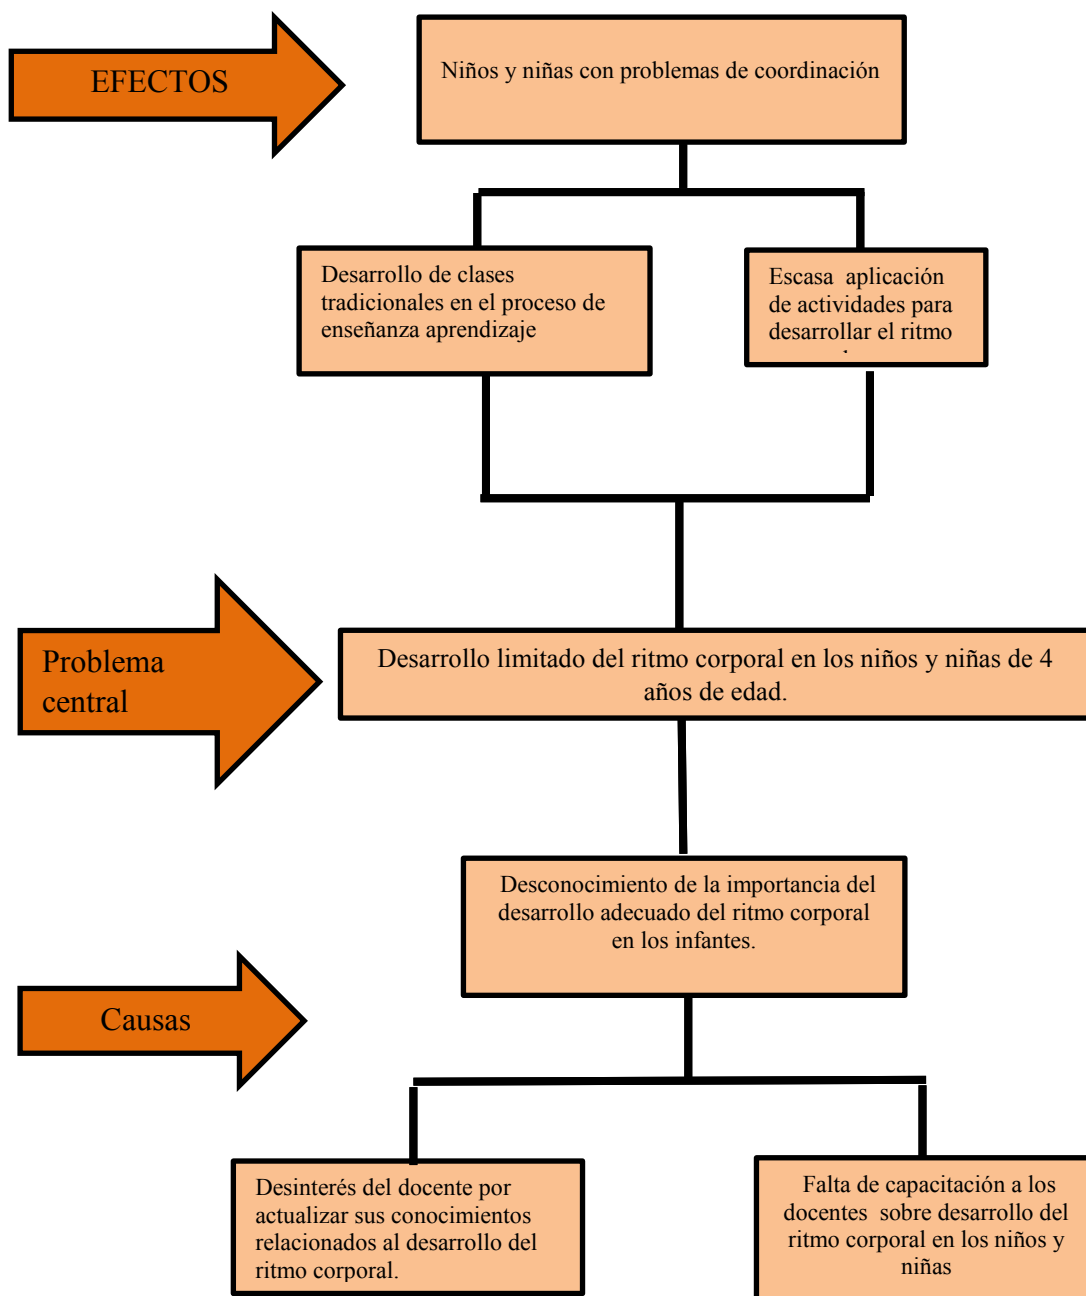 EFECTOS
Niños y niñas con problemas de coordinación
Desarrollo de clases
tradicionales en el proceso de
enseñanza aprendizaje
Escasa aplicación
de actividades para
desarrollar el ritmo
Problema
central
Desarrollo limitado del ritmo corporal en los niños y niñas de 4
años de edad.
Desconocimiento de la importancia del
desarrollo adecuado del ritmo corporal
en los infantes.
Causas
Desinterés del docente por
actualizar sus conocimientos
relacionados al desarrollo del
ritmo corporal.
Falta de capacitación a los
docentes sobre desarrollo del
ritmo corporal en los niños y
niñas